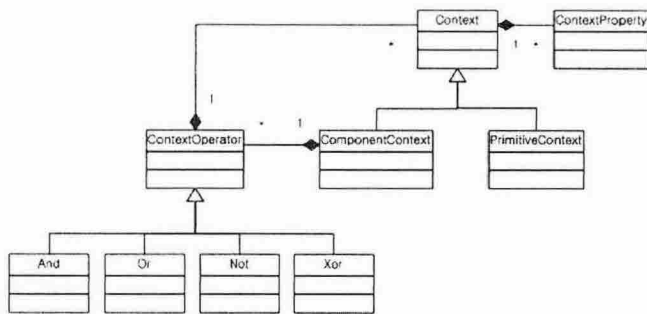 Context
ContextProperty
*
1
*
1
*
1
ContextOperator
ComponentContext
PrimitiveContext
And
Or
Not
Xor